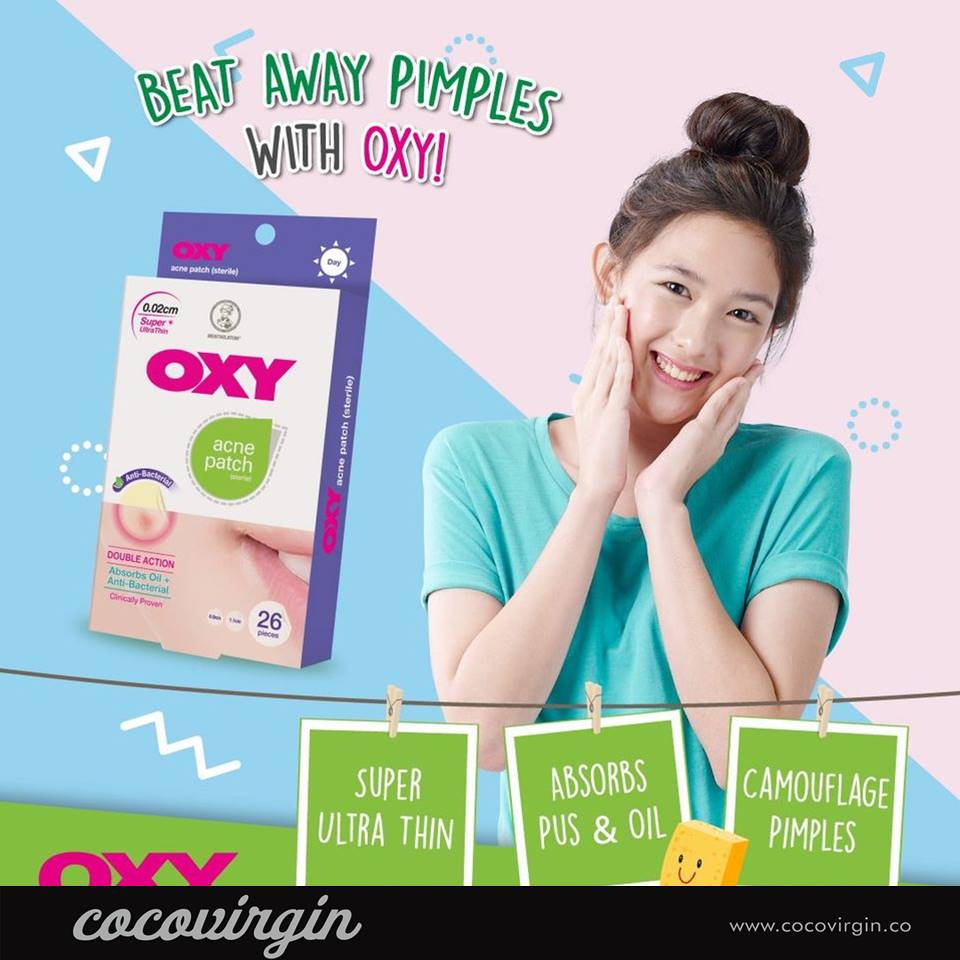 BEAT AWAY PIMPLES
WITH OXY!
OXY
acne patch (sterile)
Day
0.02cm
Super
UltraThin
MENTHOLATUM
OXY
acne
patch
(sterile)
OXY acne patch (sterile)
Anti-Bacterial
DOUBLE ACTION
Absorbs Oil +
Anti-Bacterial
Clinically Proven
26
pieces
SUPER
ULTRA THIN
ABSORBS
PUS & OIL
CAMOUFLAGE
PIMPLES
OXY
cocovirgin
www.cocovirgin.co